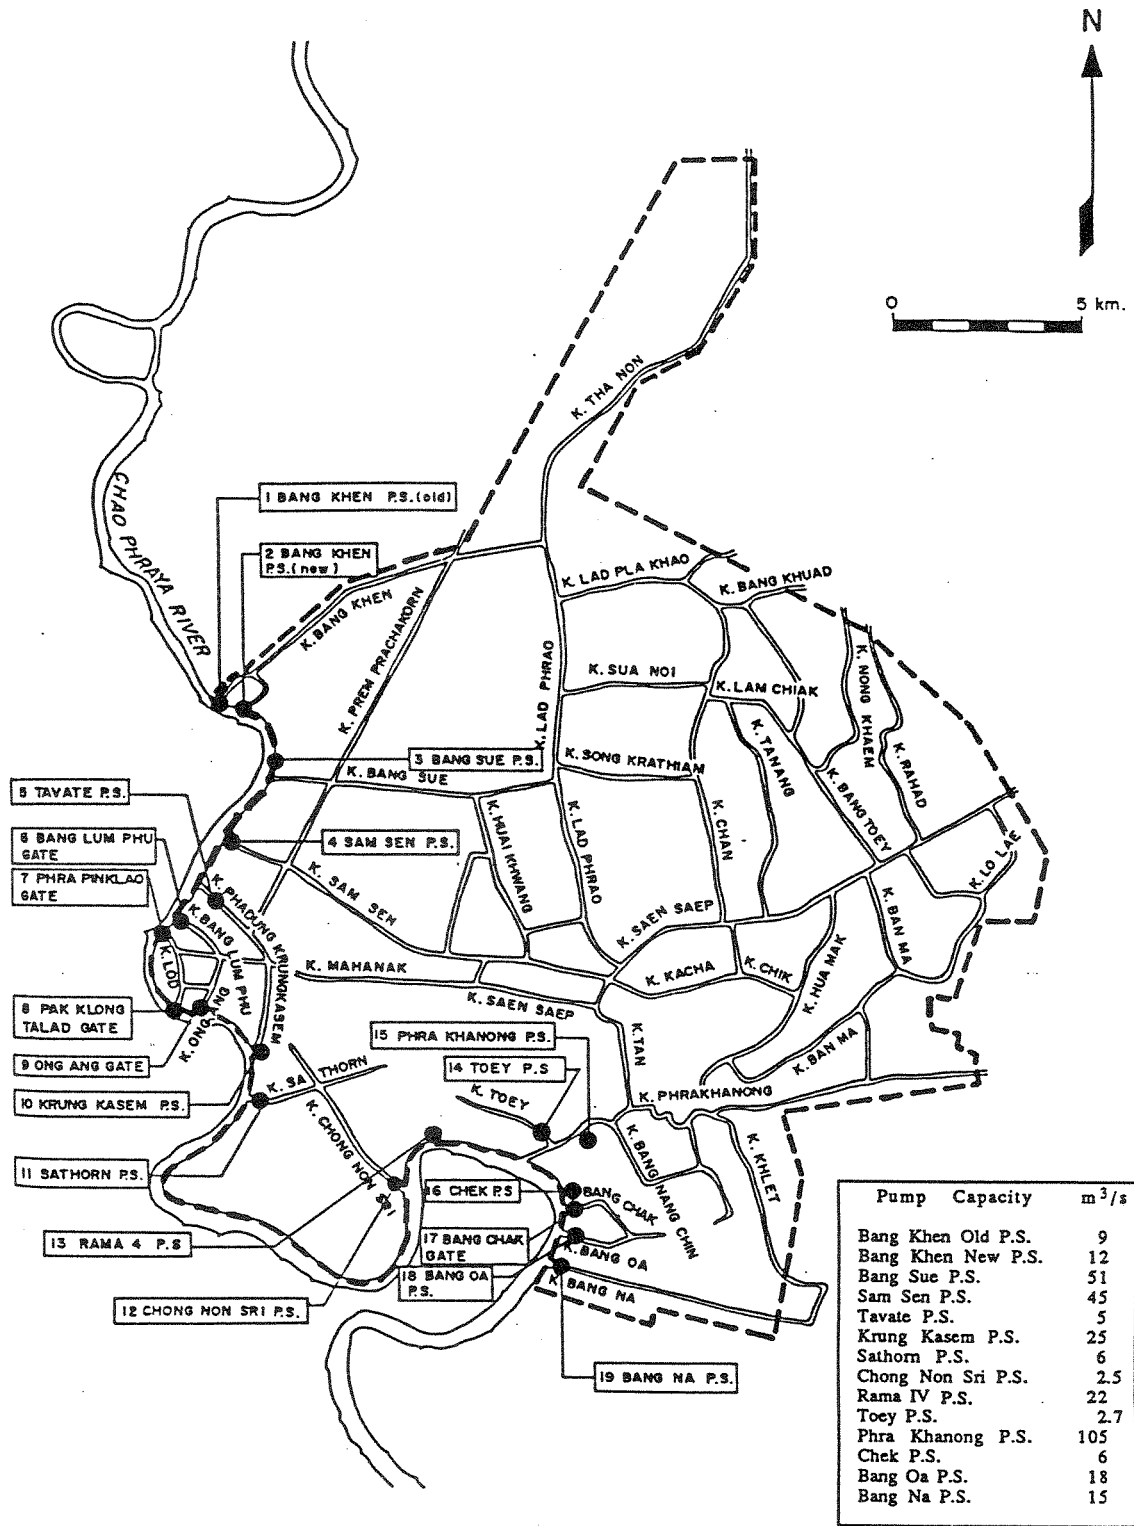 N
0 5 km.
K. THA NON
CHAO PHRAYA RIVER
1 BANG KHEN P.S.(old)
2 BANG KHEN
P.S.(new)
K. BANG KHEN
K. PREM PRACHAKORN
K. LAD PLA KHAO
K. BANG KHUAD
K. SUA NOI
K. LAM CHIAK
K. NONG KHAEM
K. RAHAD
K. LAD PHRAO
K. TANANG
3 BANG SUE P.S.
K. BANG SUE
K. SONG KRATHIAM
K. BANG TOEY
5 TAVATE P.S.
6 BANG LUM PHU
GATE
7 PHRA PINKLAO
GATE
4 SAM SEN P.S.
K. HUAI KHWANG
K. LAD PHRAO
K. CHAN
K. LO LAE
K. SAM SEN
K. PHADUNG KRUNGKASEM
K. BANG LUM PHU
K. LOD
K. SAEN SAEP
K. BAN MA
K. MAHANAK
K. KACHA
K. CHIK
K. HUA MAK
K. SAEN SAEP
8 PAK KLONG
TALAD GATE
K. ONG ANG
9 ONG ANG GATE
15 PHRA KHANONG P.S.
K. TAN
K. BAN MA
10 KRUNG KASEM P.S.
K. SATHORN
14 TOEY P.S
K. TOEY
K. PHRAKHANONG
K. CHONG NON SRI
K. BANG NANG CHIN
K. KHLET
11 SATHORN P.S.
16 CHEK P.S
BANG CHAK
13 RAMA 4 P.S
17 BANG CHAK
GATE
K. BANG OA
18 BANG OA
P.S.
K BANG NA
12 CHONG NON SRI P.S.
19 BANG NA P.S.
Pump Capacity m³/s
Bang Khen Old P.S. 9
Bang Khen New P.S. 12
Bang Sue P.S. 51
Sam Sen P.S. 45
Tavate P.S. 5
Krung Kasem P.S. 25
Sathorn P.S. 6
Chong Non Sri P.S. 2.5
Rama IV P.S. 22
Toey P.S. 2.7
Phra Khanong P.S. 105
Chek P.S. 6
Bang Oa P.S. 18
Bang Na P.S. 15